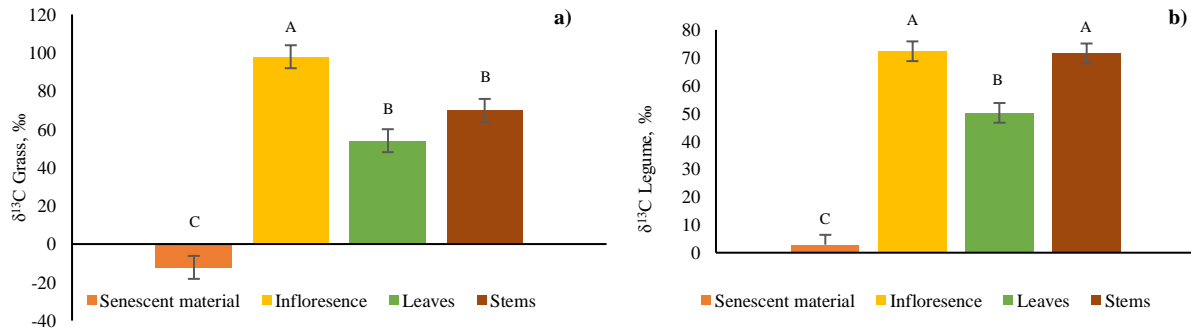 a)
δ¹³C Grass, ‰
120
100
80
60
40
20
0
-20
-40
A
B
B
C
Senescent material Infloresence Leaves Stems
b)
δ¹³C Legume, ‰
80
70
60
50
40
30
20
10
0
A
A
B
C
Senescent material Infloresence Leaves Stems